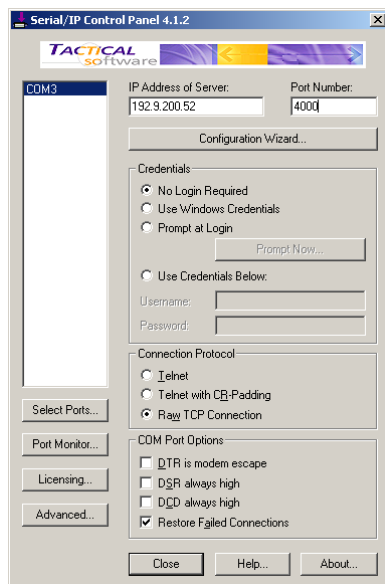 Serial/IP Control Panel 4.1.2
TACTICAL
software
COM3
IP Address of Server: Port Number:
192.9.200.52 4000
Configuration Wizard...
Credentials
No Login Required
Use Windows Credentials
Prompt at Login
Prompt Now...
Use Credentials Below:
Username:
Password:
Connection Protocol
Telnet
Telnet with CR-Padding
Raw TCP Connection
Select Ports...
Port Monitor...
Licensing...
Advanced...
COM Port Options
DTR is modem escape
DSR always high
DCD always high
Restore Failed Connections
Close Help... About...